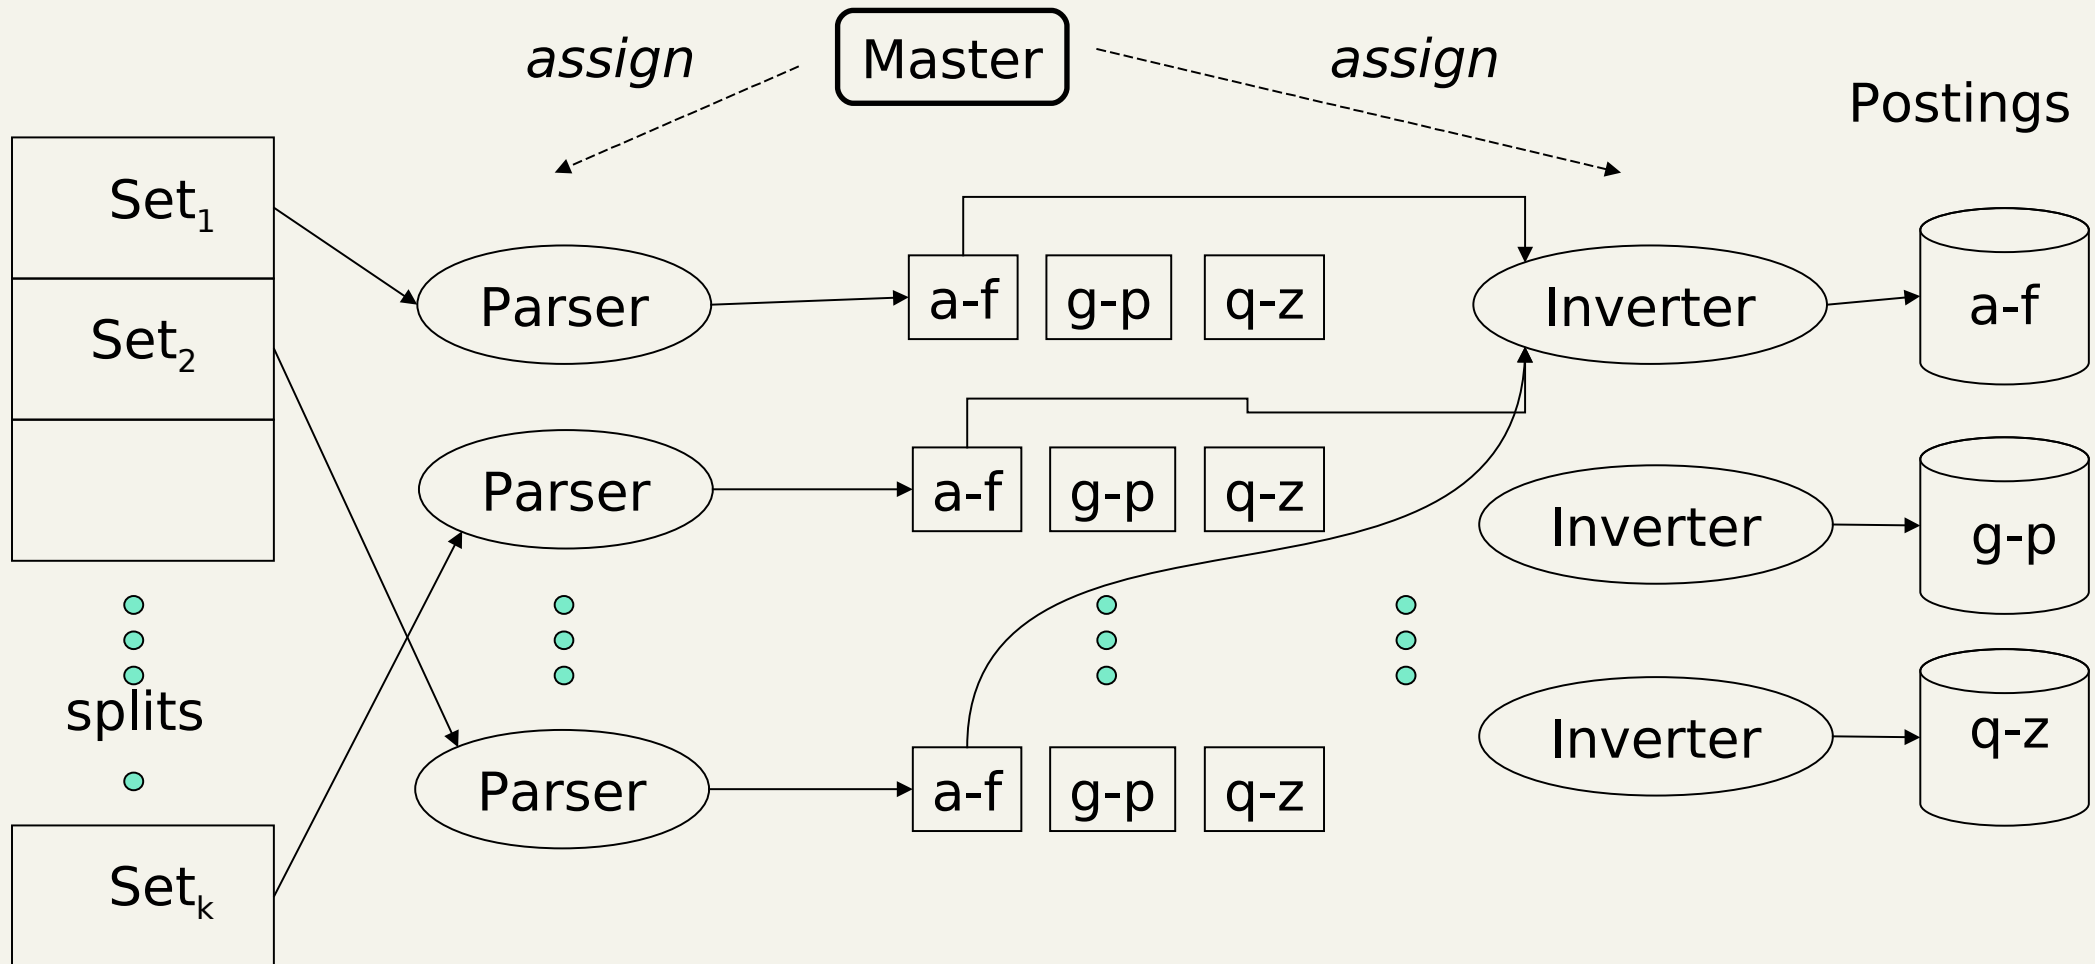 assign
Master
assign
Postings
Set₁
Set₂
splits
Setₖ
Parser
a-f
g-p
q-z
Inverter
a-f
Parser
a-f
g-p
q-z
Inverter
g-p
Parser
a-f
g-p
q-z
Inverter
q-z